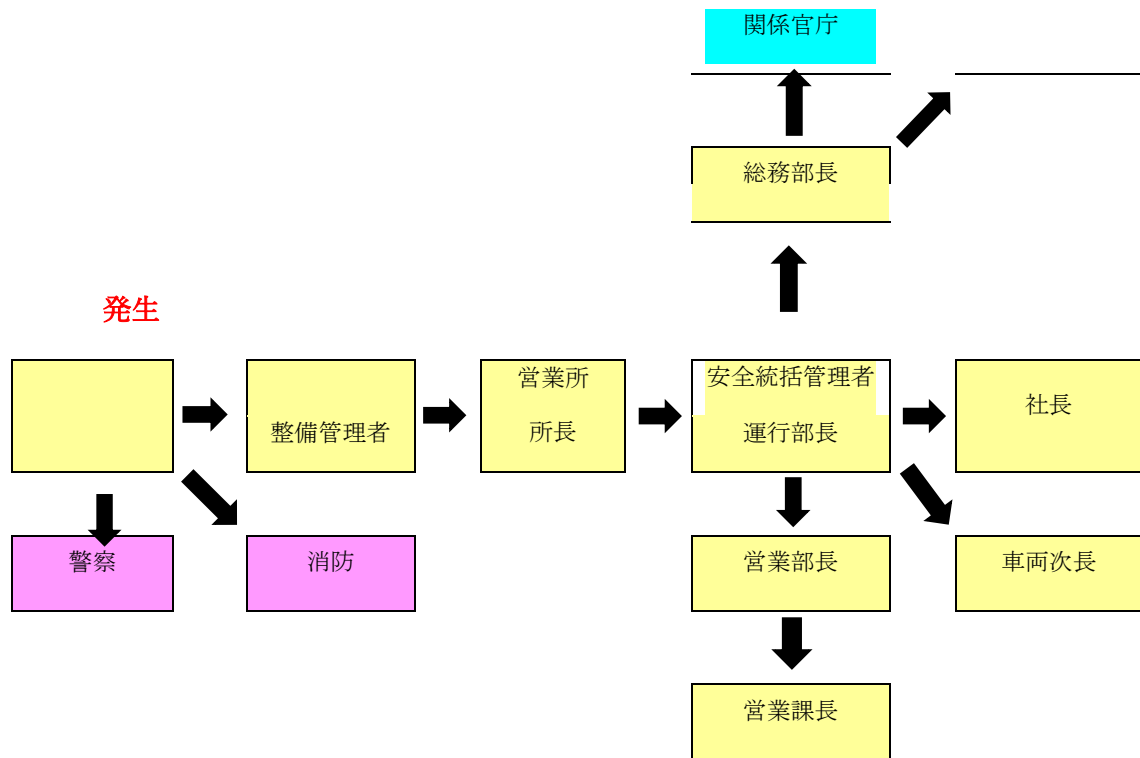 関係官庁
総務部長
発生
整備管理者
営業所
所長
安全統括管理者
運行部長
社長
警察
消防
営業部長
車両次長
営業課長